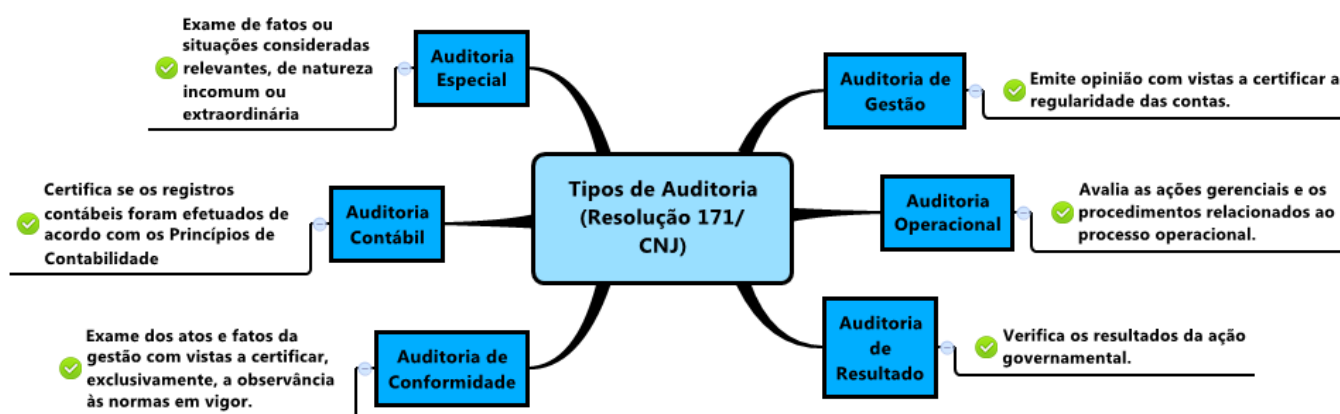 Tipos de Auditoria
(Resolução 171/
CNJ)
Auditoria de
Gestão
Emite opinião com vistas a certificar a
regularidade das contas.
Auditoria
Operacional
Avalia as ações gerenciais e os
procedimentos relacionados ao
processo operacional.
Auditoria
de
Resultado
Verifica os resultados da ação
governamental.
Auditoria
Especial
Exame de fatos ou
situações consideradas
relevantes, de natureza
incomum ou
extraordinária
Auditoria
Contábil
Certifica se os registros
contábeis foram efetuados de
acordo com os Princípios de
Contabilidade
Auditoria de
Conformidade
Exame dos atos e fatos da
gestão com vistas a certificar,
exclusivamente, a observância
às normas em vigor.